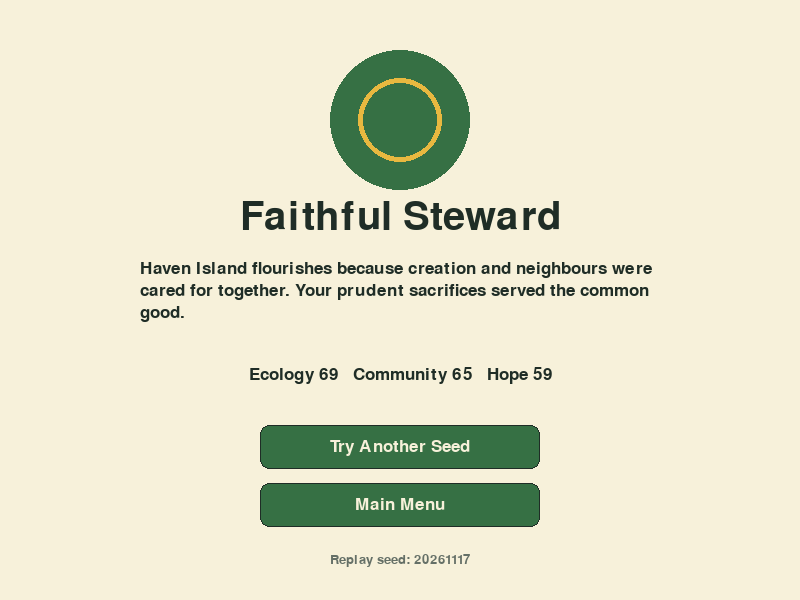 Faithful Steward
Haven Island flourishes because creation and neighbours were
cared for together. Your prudent sacrifices served the common
good.
Ecology 69 Community 65 Hope 59
Try Another Seed
Main Menu
Replay seed: 20261117